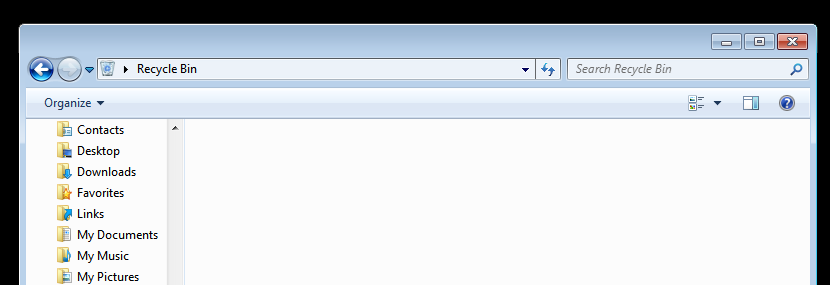 Recycle Bin
Search Recycle Bin
Organize
Contacts
Desktop
Downloads
Favorites
Links
My Documents
My Music
My Pictures